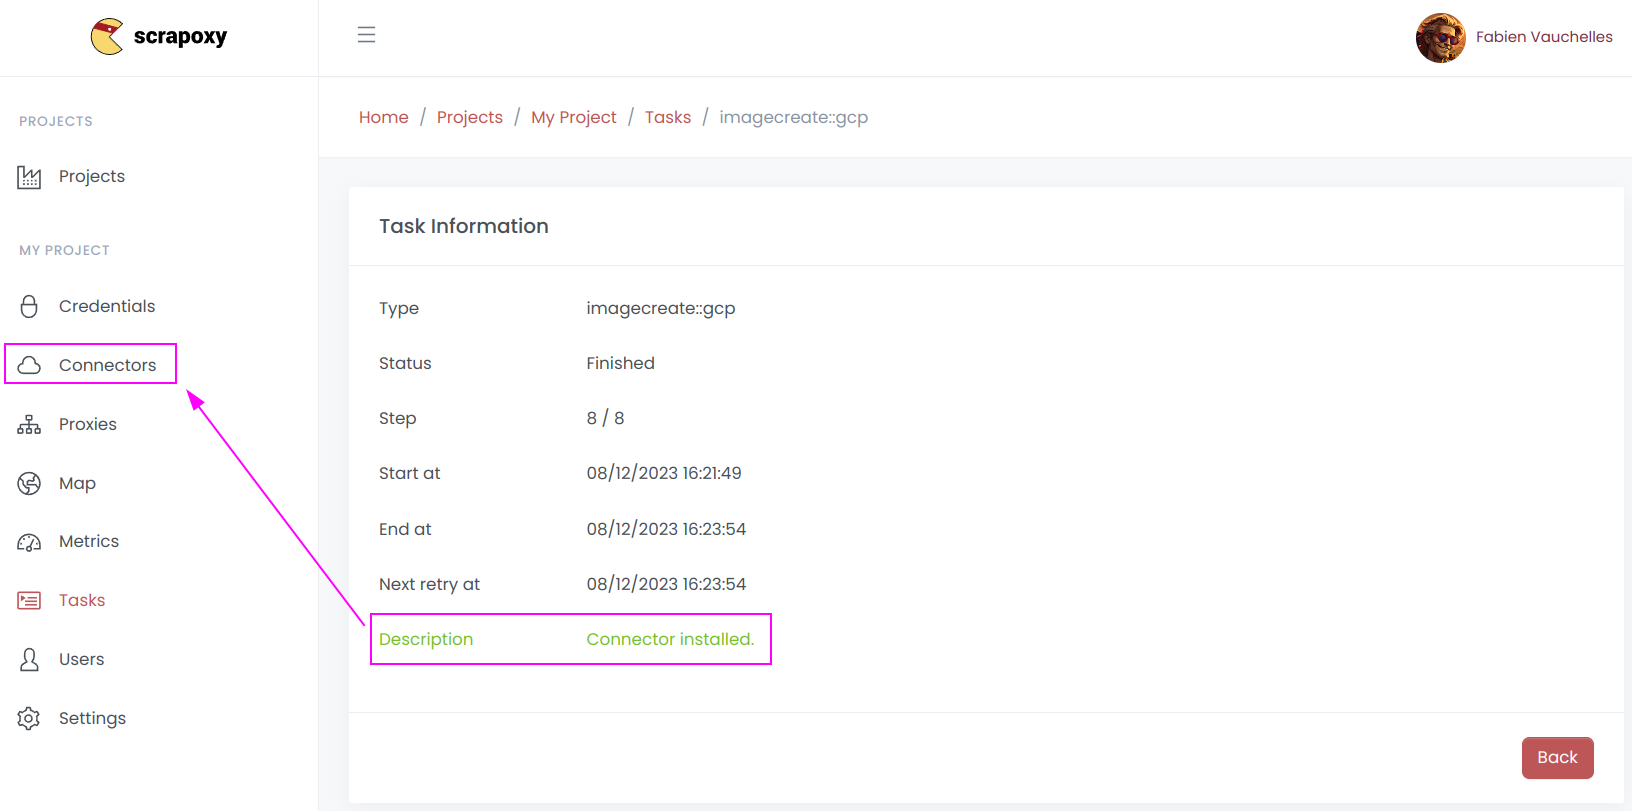 scrapoxy
Fabien Vauchelles
Home / Projects / My Project / Tasks / imagecreate::gcp
PROJECTS
Projects
MY PROJECT
Credentials
Connectors
Proxies
Map
Metrics
Tasks
Users
Settings
Task Information
Type imagecreate::gcp
Status Finished
Step 8 / 8
Start at 08/12/2023 16:21:49
End at 08/12/2023 16:23:54
Next retry at 08/12/2023 16:23:54
Description Connector installed.
Back